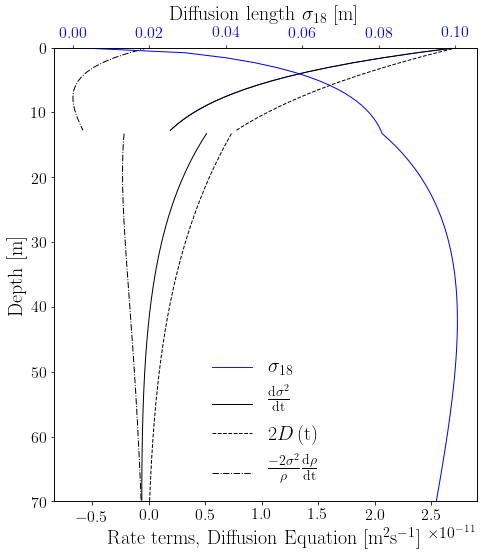 Diffusion length σ₁₈ [m]
0.00 0.02 0.04 0.06 0.08 0.10
0
10
20
30
40
50
60
70
Depth [m]
σ₁₈
dσ²/dt
2D (t)
−2σ²/ρ dρ/dt
−0.5 0.0 0.5 1.0 1.5 2.0 2.5
×10⁻¹¹
Rate terms, Diffusion Equation [m²s⁻¹]